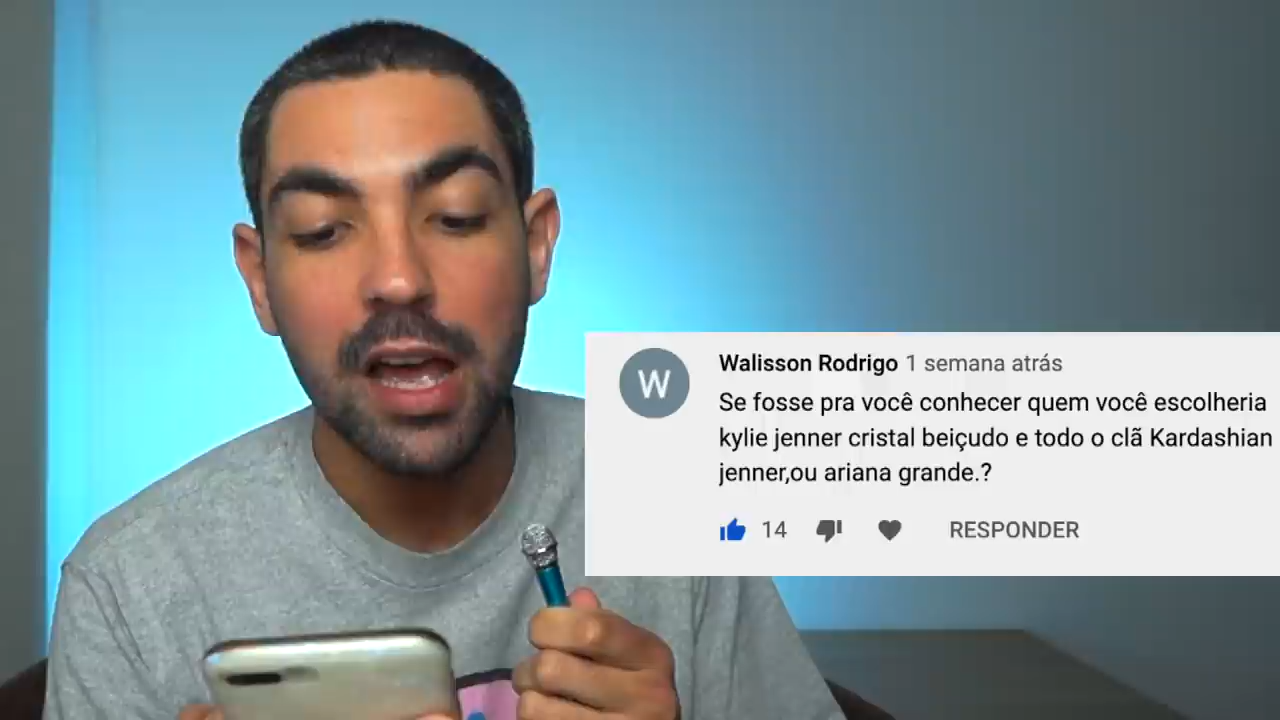 W
Walisson Rodrigo 1 semana atrás
Se fosse pra você conhecer quem você escolheria
kylie jenner cristal beiçudo e todo o clã Kardashian
jenner,ou ariana grande.?
14
RESPONDER